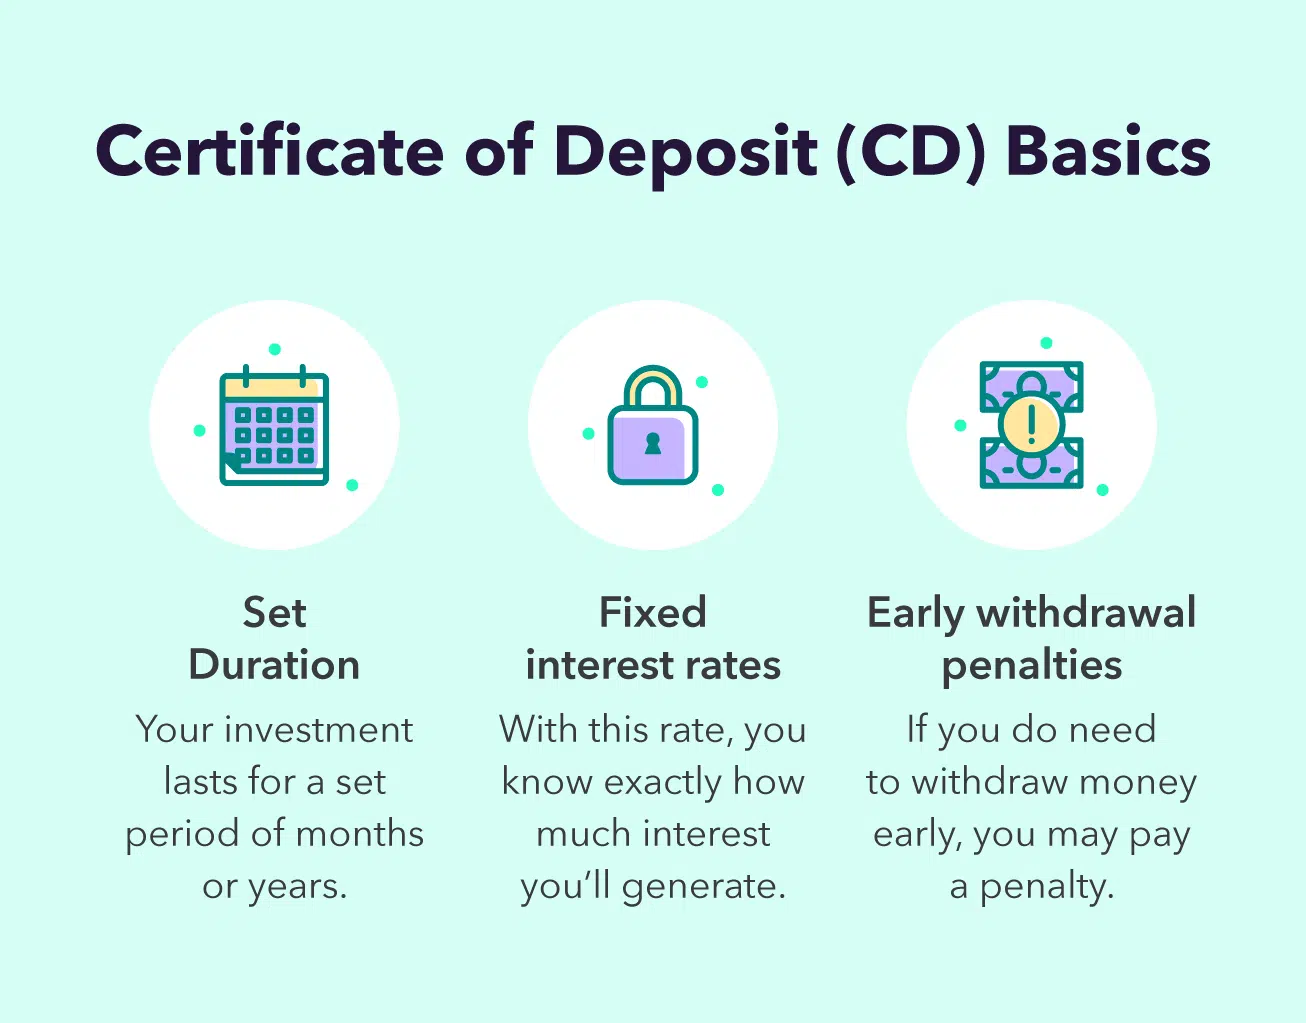 Certificate of Deposit (CD) Basics
Set
Duration
Your investment
lasts for a set
period of months
or years.
Fixed
interest rates
With this rate, you
know exactly how
much interest
you’ll generate.
Early withdrawal
penalties
If you do need
to withdraw money
early, you may pay
a penalty.